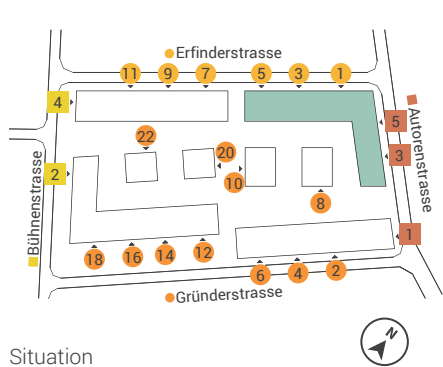 Erfinderstrasse
11 9 7 5 3 1
4
5
Autorenstrasse
22
20
3
2
10
8
Bühnenstrasse
1
18 16 14 12
6 4 2
Gründerstrasse
N
Situation